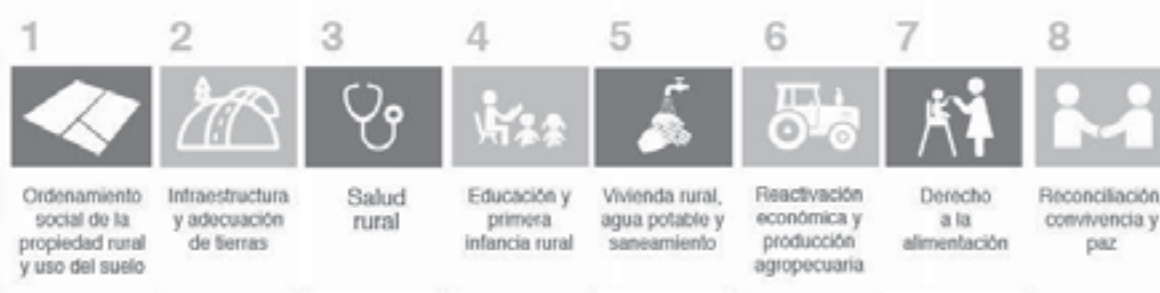 1
2
3
4
5
6
7
8
Ordenamiento
social de la
propiedad rural
y uso del suelo
Infraestructura
y adecuación
de tierras
Salud
rural
Educación y
primera
infancia rural
Vivienda rural,
agua potable y
saneamiento
Reactivación
económica y
producción
agropecuaria
Derecho
a la
alimentación
Reconciliación
convivencia y
paz